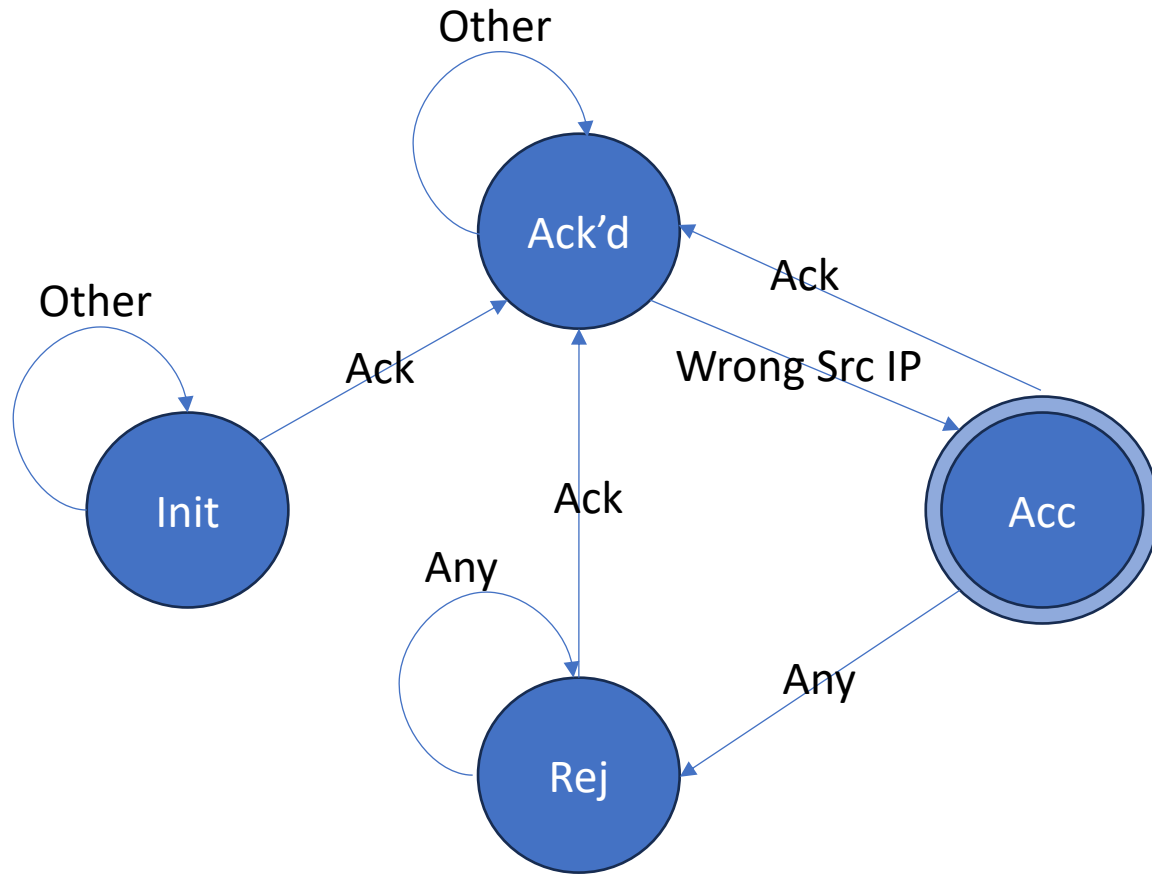 Other
Ack’d
Ack
Other
Ack
Wrong Src IP
Init
Ack
Acc
Any
Any
Rej